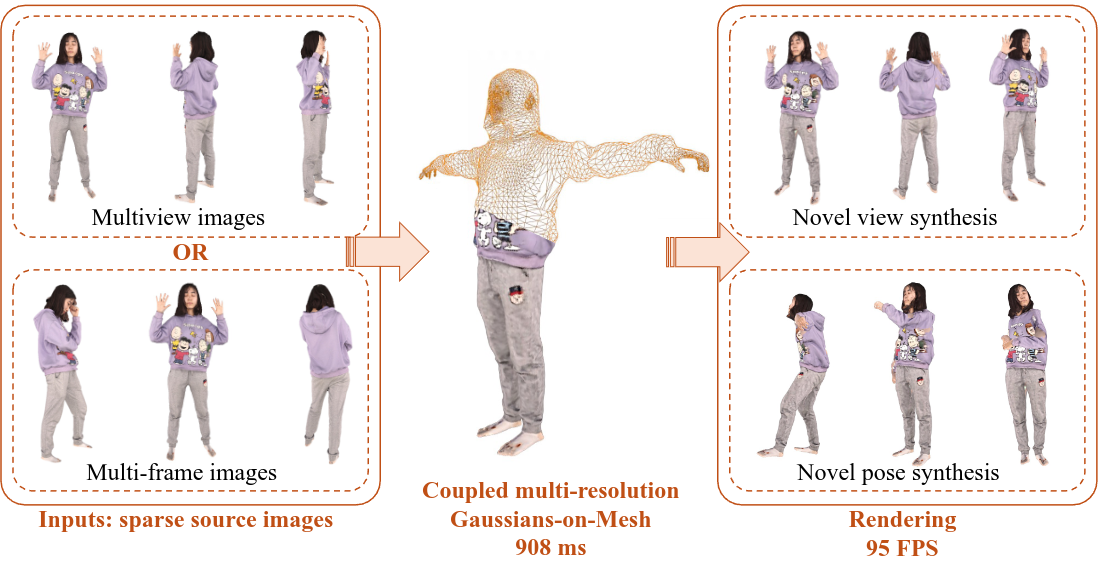 Multiview images
OR
Multi-frame images
Inputs: sparse source images
Coupled multi-resolution
Gaussians-on-Mesh
908 ms
Novel view synthesis
Novel pose synthesis
Rendering
95 FPS